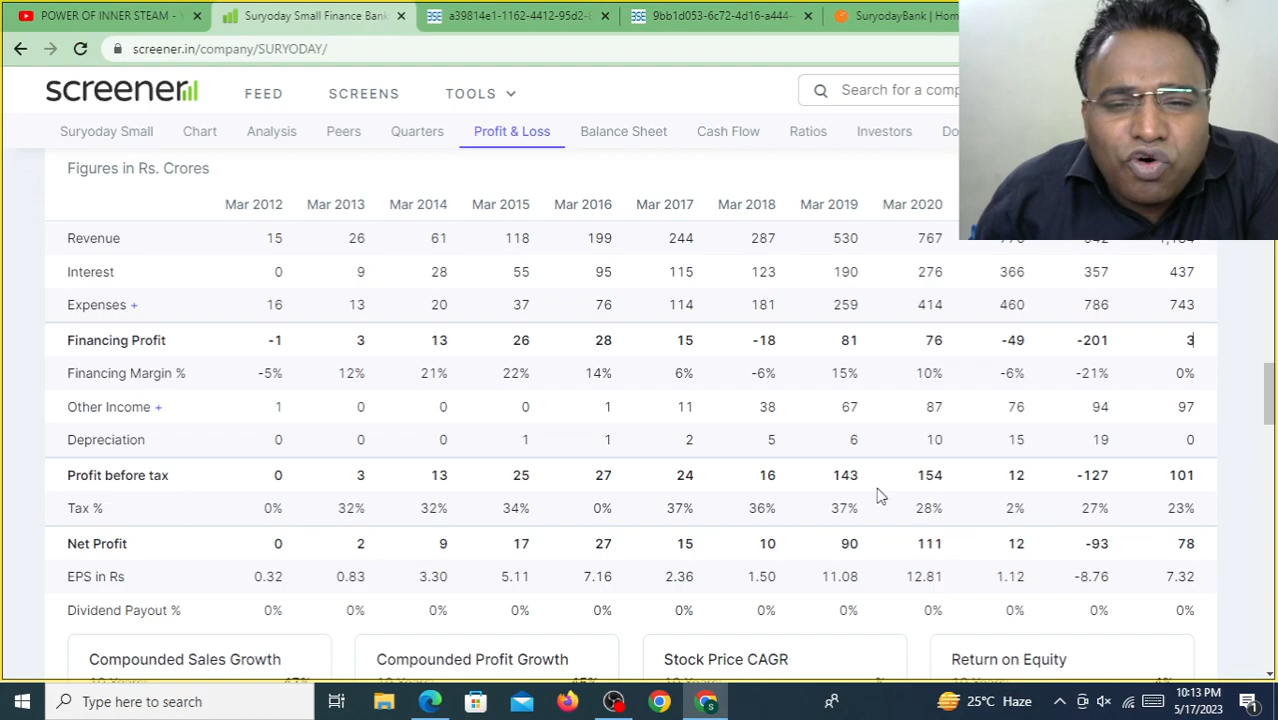 POWER OF INNER STEAM -
Suryoday Small Finance Bank
a39814e1-1162-4412-95d2-
9bb1d053-6c72-4d16-a444-
SuryodayBank | Hom
screener.in/company/SURYODAY/
screener
FEED
SCREENS
TOOLS
Search for a comp
Suryoday Small Chart Analysis Peers Quarters Profit & Loss Balance Sheet Cash Flow Ratios Investors Do
Figures in Rs. Crores
Mar 2012 Mar 2013 Mar 2014 Mar 2015 Mar 2016 Mar 2017 Mar 2018 Mar 2019 Mar 2020
Revenue 15 26 61 118 199 244 287 530 767
Interest 0 9 28 55 95 115 123 190 276 366 357 437
Expenses + 16 13 20 37 76 114 181 259 414 460 786 743
Financing Profit -1 3 13 26 28 15 -18 81 76 -49 -201 3
Financing Margin % -5% 12% 21% 22% 14% 6% -6% 15% 10% -6% -21% 0%
Other Income + 1 0 0 0 1 11 38 67 87 76 94 97
Depreciation 0 0 0 1 1 2 5 6 10 15 19 0
Profit before tax 0 3 13 25 27 24 16 143 154 12 -127 101
Tax % 0% 32% 32% 34% 0% 37% 36% 37% 28% 2% 27% 23%
Net Profit 0 2 9 17 27 15 10 90 111 12 -93 78
EPS in Rs 0.32 0.83 3.30 5.11 7.16 2.36 1.50 11.08 12.81 1.12 -8.76 7.32
Dividend Payout % 0% 0% 0% 0% 0% 0% 0% 0% 0% 0% 0% 0%
Compounded Sales Growth
Compounded Profit Growth
Stock Price CAGR
Return on Equity
Type here to search
25°C Haze
10:13 PM
5/17/2023